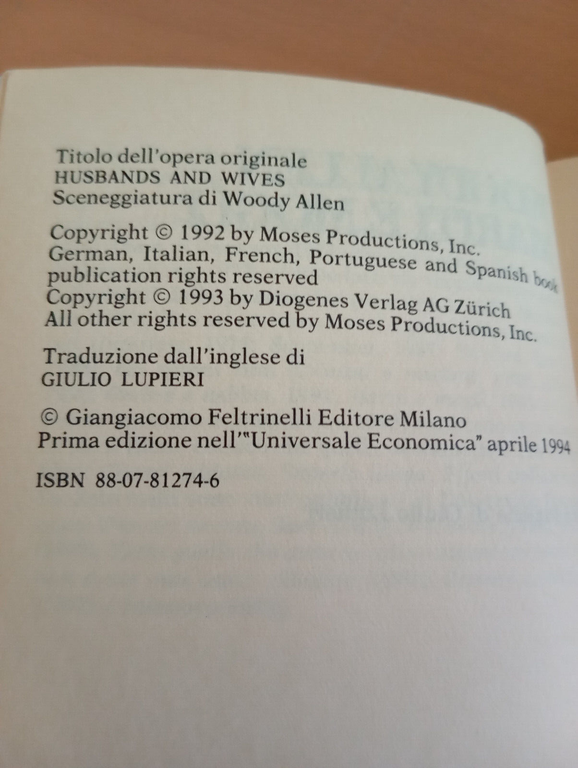 Titolo dell'opera originale
HUSBANDS AND WIVES
Sceneggiatura di Woody Allen
Copyright © 1992 by Moses Productions, Inc.
German, Italian, French, Portuguese and Spanish book
publication rights reserved
Copyright © 1993 by Diogenes Verlag AG Zürich
All other rights reserved by Moses Productions, Inc.
Traduzione dall'inglese di
GIULIO LUPIERI
© Giangiacomo Feltrinelli Editore Milano
Prima edizione nell'"Universale Economica" aprile 1994
ISBN 88-07-81274-6